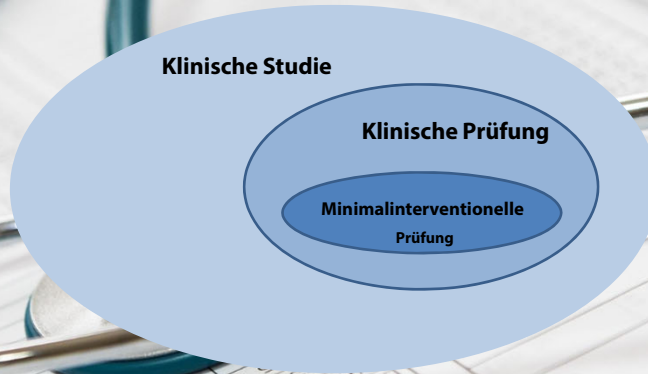 Klinische Studie
Klinische Prüfung
Minimalinterventionelle
Prüfung